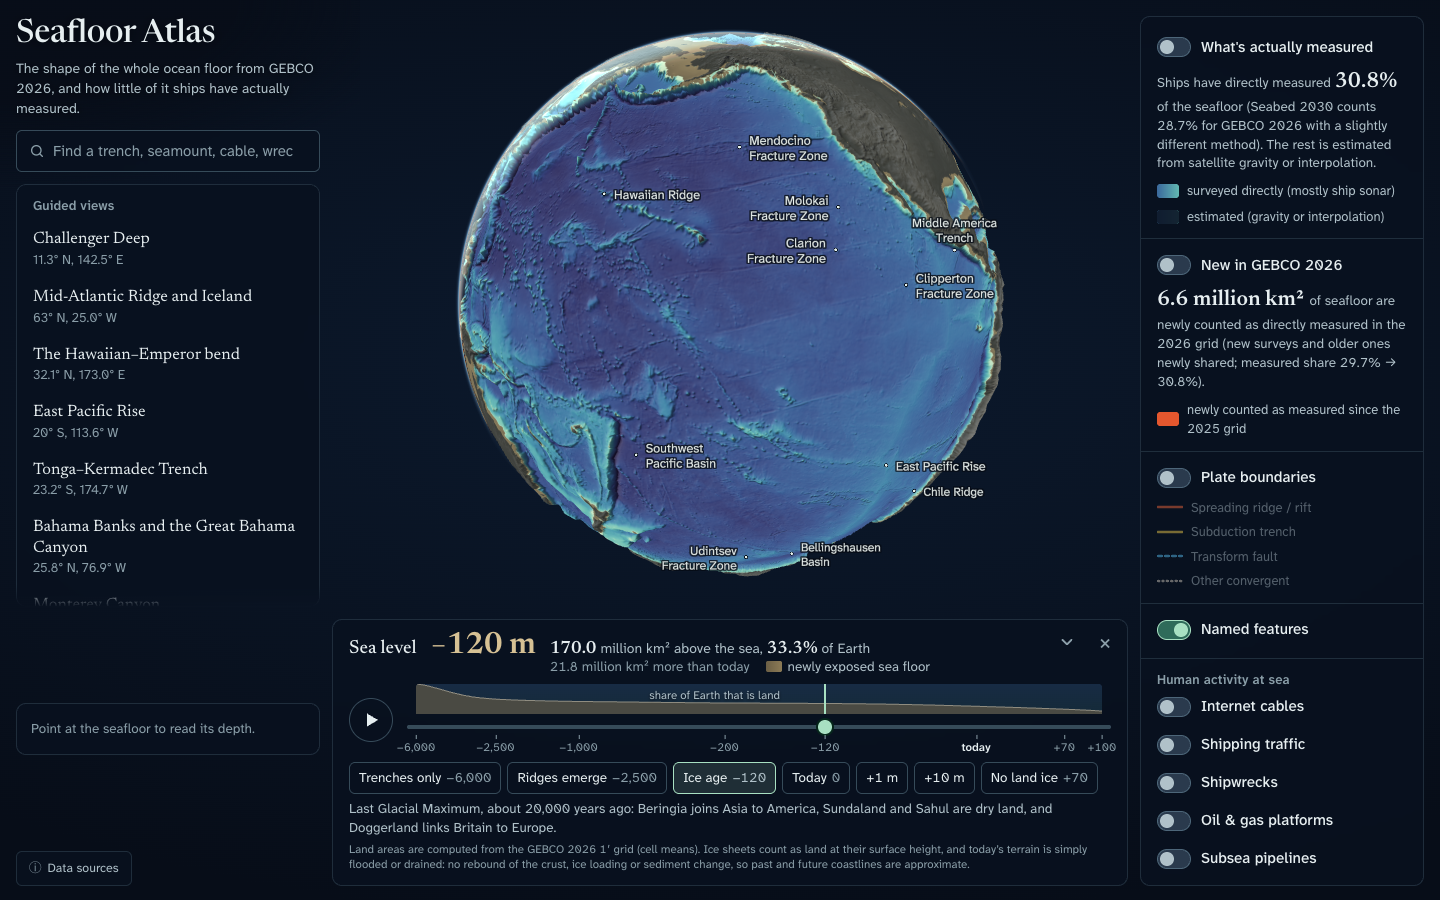 Seafloor Atlas
The shape of the whole ocean floor from GEBCO
2026, and how little of it ships have actually
measured.
Find a trench, seamount, cable, wrec
Guided views
Challenger Deep
11.3° N, 142.5° E
Mid-Atlantic Ridge and Iceland
63° N, 25.0° W
The Hawaiian–Emperor bend
32.1° N, 173.0° E
East Pacific Rise
20° S, 113.6° W
Tonga–Kermadec Trench
23.2° S, 174.7° W
Bahama Banks and the Great Bahama
Canyon
25.8° N, 76.9° W
Monterey Canyon
Point at the seafloor to read its depth.
Data sources
Mendocino
Fracture Zone
Hawaiian Ridge
Molokai
Fracture Zone
Middle America
Trench
Clarion
Fracture Zone
Clipperton
Fracture Zone
Southwest
Pacific Basin
East Pacific Rise
Chile Ridge
Udintsev
Fracture Zone
Bellingshausen
Basin
Sea level −120 m 170.0 million km² above the sea, 33.3% of Earth
21.8 million km² more than today newly exposed sea floor
share of Earth that is land
−6,000 −2,500 −1,000 −200 −120 today +70 +100
Trenches only −6,000 Ridges emerge −2,500 Ice age −120 Today 0 +1 m +10 m No land ice +70
Last Glacial Maximum, about 20,000 years ago: Beringia joins Asia to America, Sundaland and Sahul are dry land, and
Doggerland links Britain to Europe.
Land areas are computed from the GEBCO 2026 1′ grid (cell means). Ice sheets count as land at their surface height, and today's terrain is simply
flooded or drained: no rebound of the crust, ice loading or sediment change, so past and future coastlines are approximate.
What's actually measured
Ships have directly measured 30.8%
of the seafloor (Seabed 2030 counts
28.7% for GEBCO 2026 with a slightly
different method). The rest is estimated
from satellite gravity or interpolation.
surveyed directly (mostly ship sonar)
estimated (gravity or interpolation)
New in GEBCO 2026
6.6 million km² of seafloor are
newly counted as directly measured in the
2026 grid (new surveys and older ones
newly shared; measured share 29.7% →
30.8%).
newly counted as measured since the
2025 grid
Plate boundaries
Spreading ridge / rift
Subduction trench
Transform fault
Other convergent
Named features
Human activity at sea
Internet cables
Shipping traffic
Shipwrecks
Oil & gas platforms
Subsea pipelines